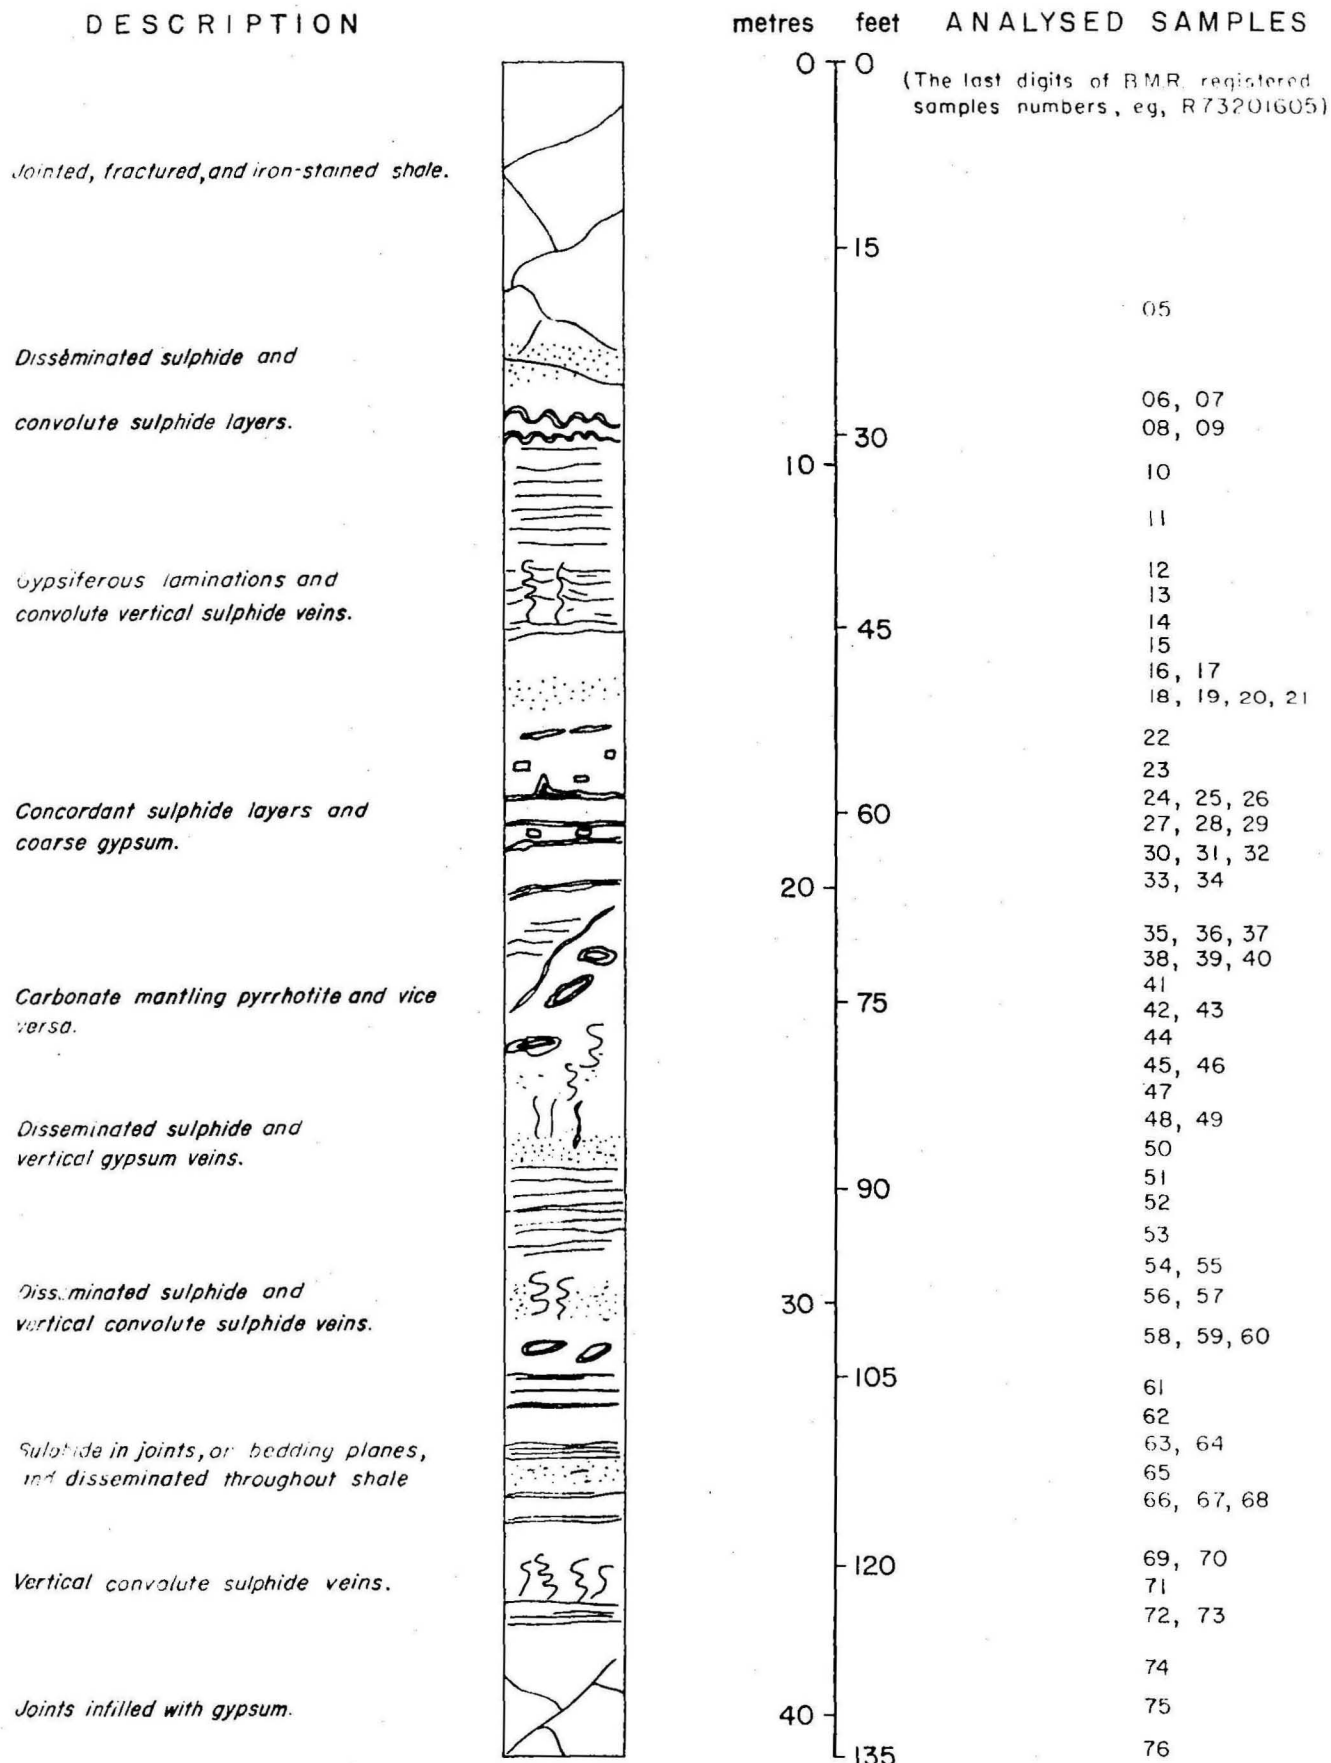 DESCRIPTION
metres feet ANALYSED SAMPLES
0 0
(The last digits of B.M.R. registered
samples numbers, eg, R73201605)
Jointed, fractured, and iron-stained shale.
15
05
Disseminated sulphide and
06, 07
convolute sulphide layers.
08, 09
30
10
10
11
Gypsiferous laminations and
12
13
convolute vertical sulphide veins.
14
45
15
16, 17
18, 19, 20, 21
22
23
24, 25, 26
Concordant sulphide layers and
60
27, 28, 29
coarse gypsum.
30, 31, 32
33, 34
20
35, 36, 37
38, 39, 40
41
Carbonate mantling pyrrhotite and vice
75
42, 43
versa.
44
45, 46
47
48, 49
Disseminated sulphide and
50
vertical gypsum veins.
51
90
52
53
54, 55
Disseminated sulphide and
56, 57
30
vertical convolute sulphide veins.
58, 59, 60
105
61
62
Sulphide in joints, or bedding planes,
63, 64
and disseminated throughout shale
65
66, 67, 68
69, 70
120
Vertical convolute sulphide veins.
71
72, 73
74
Joints infilled with gypsum.
75
40
76
135